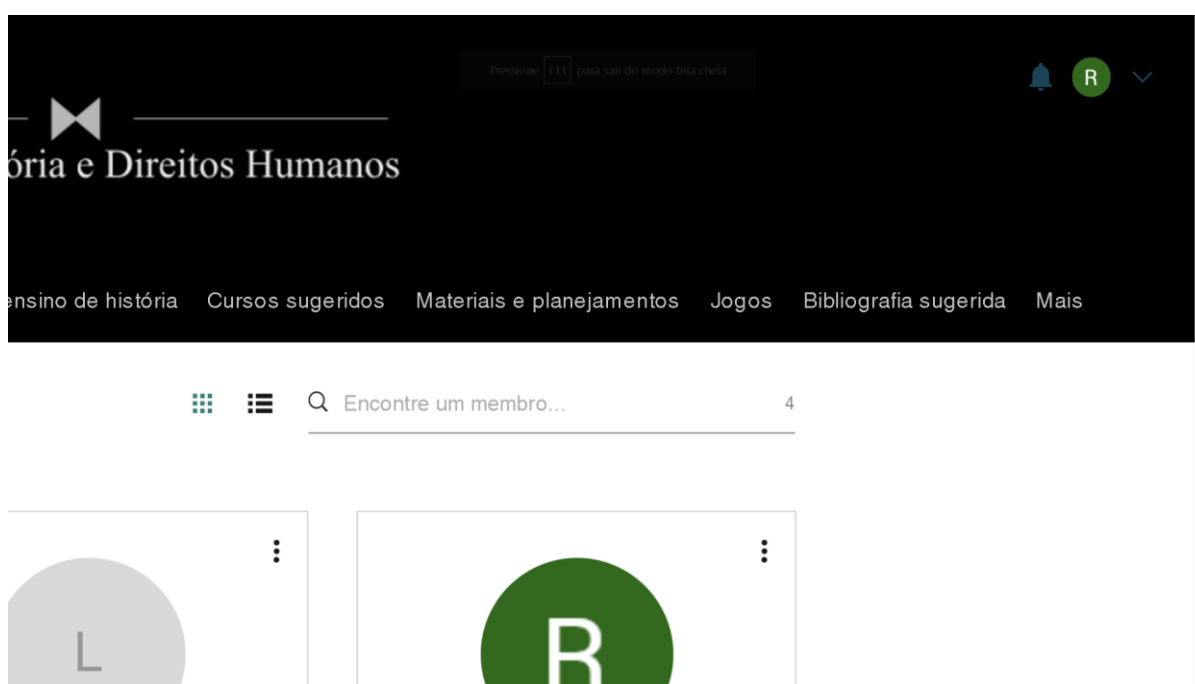 Pressione F11 para sair do modo tela cheia
R
ória e Direitos Humanos
ensino de história Cursos sugeridos Materiais e planejamentos Jogos Bibliografia sugerida Mais
Encontre um membro... 4
L R